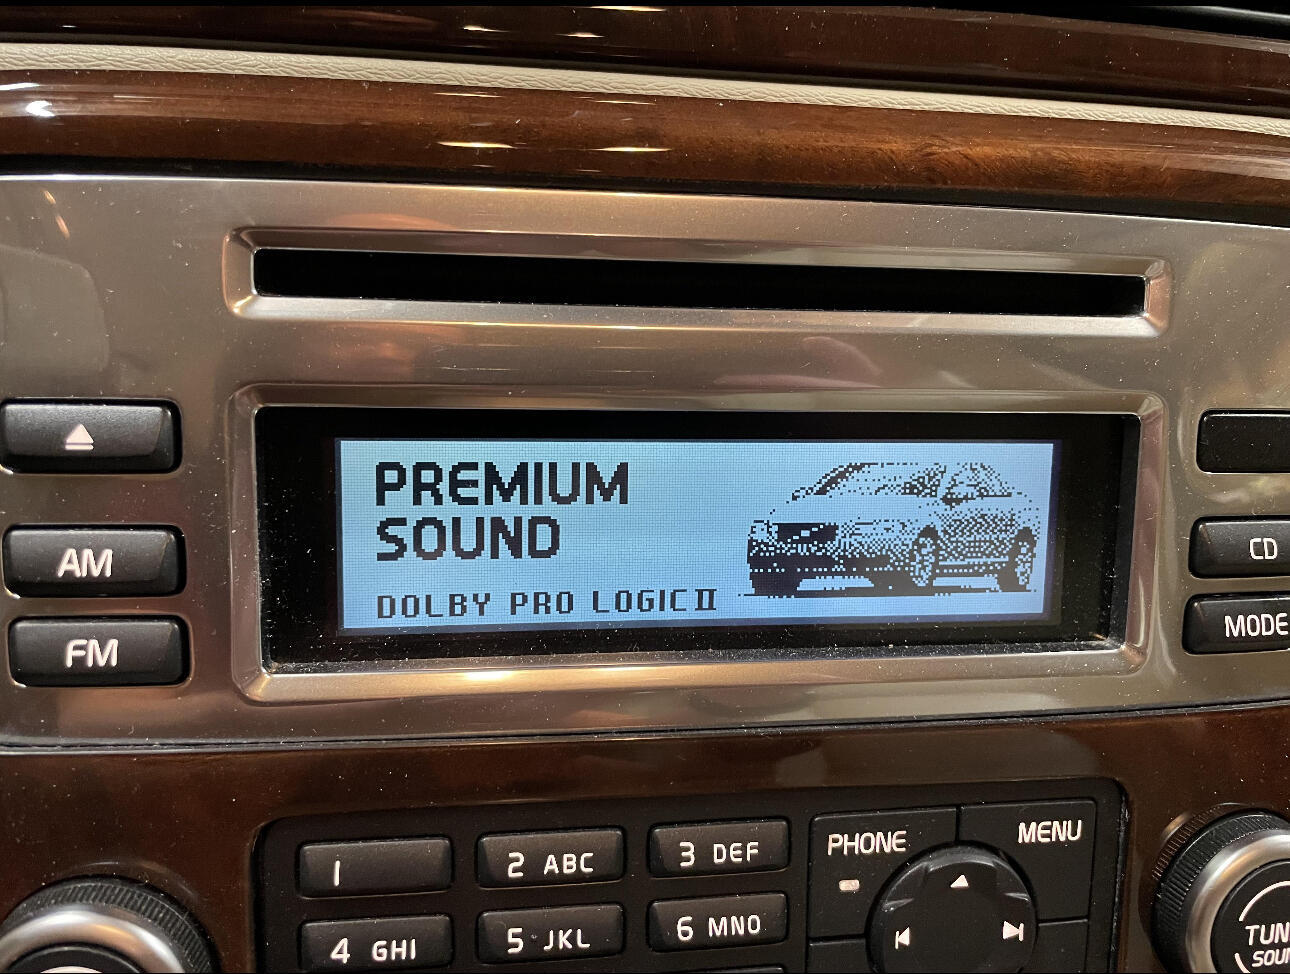 PREMIUM
SOUND
DOLBY PRO LOGIC II
AM
FM
CD
MODE
1
2 ABC
3 DEF
PHONE
MENU
4 GHI
5 JKL
6 MNO